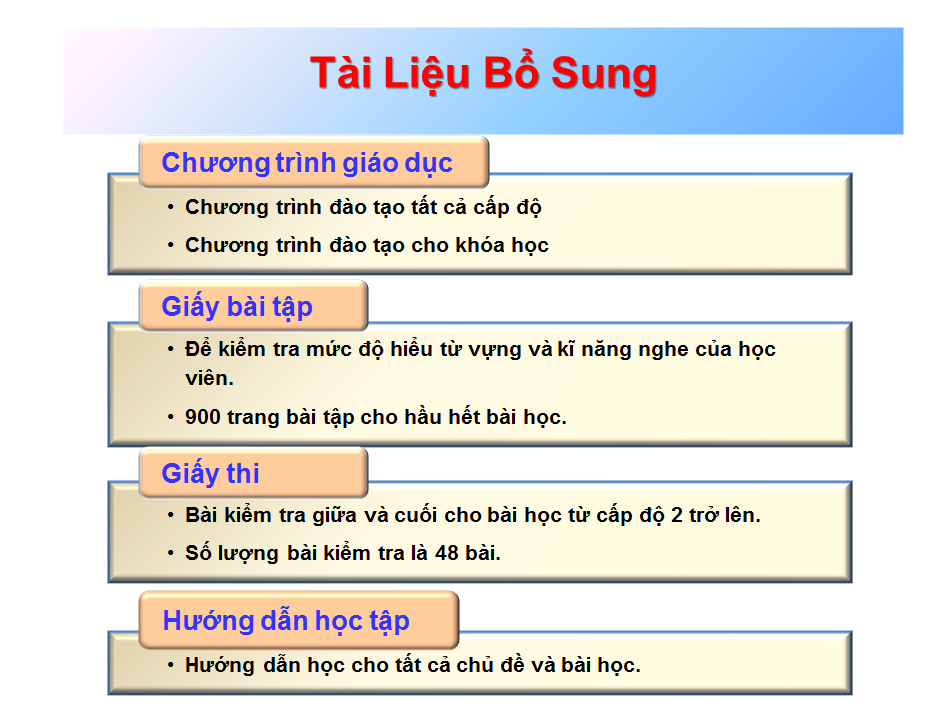 Tài Liệu Bổ Sung
Chương trình giáo dục
• Chương trình đào tạo tất cả cấp độ
• Chương trình đào tạo cho khóa học
Giấy bài tập
• Để kiểm tra mức độ hiểu từ vựng và kĩ năng nghe của học
viên.
• 900 trang bài tập cho hầu hết bài học.
Giấy thi
• Bài kiểm tra giữa và cuối cho bài học từ cấp độ 2 trở lên.
• Số lượng bài kiểm tra là 48 bài.
Hướng dẫn học tập
• Hướng dẫn học cho tất cả chủ đề và bài học.